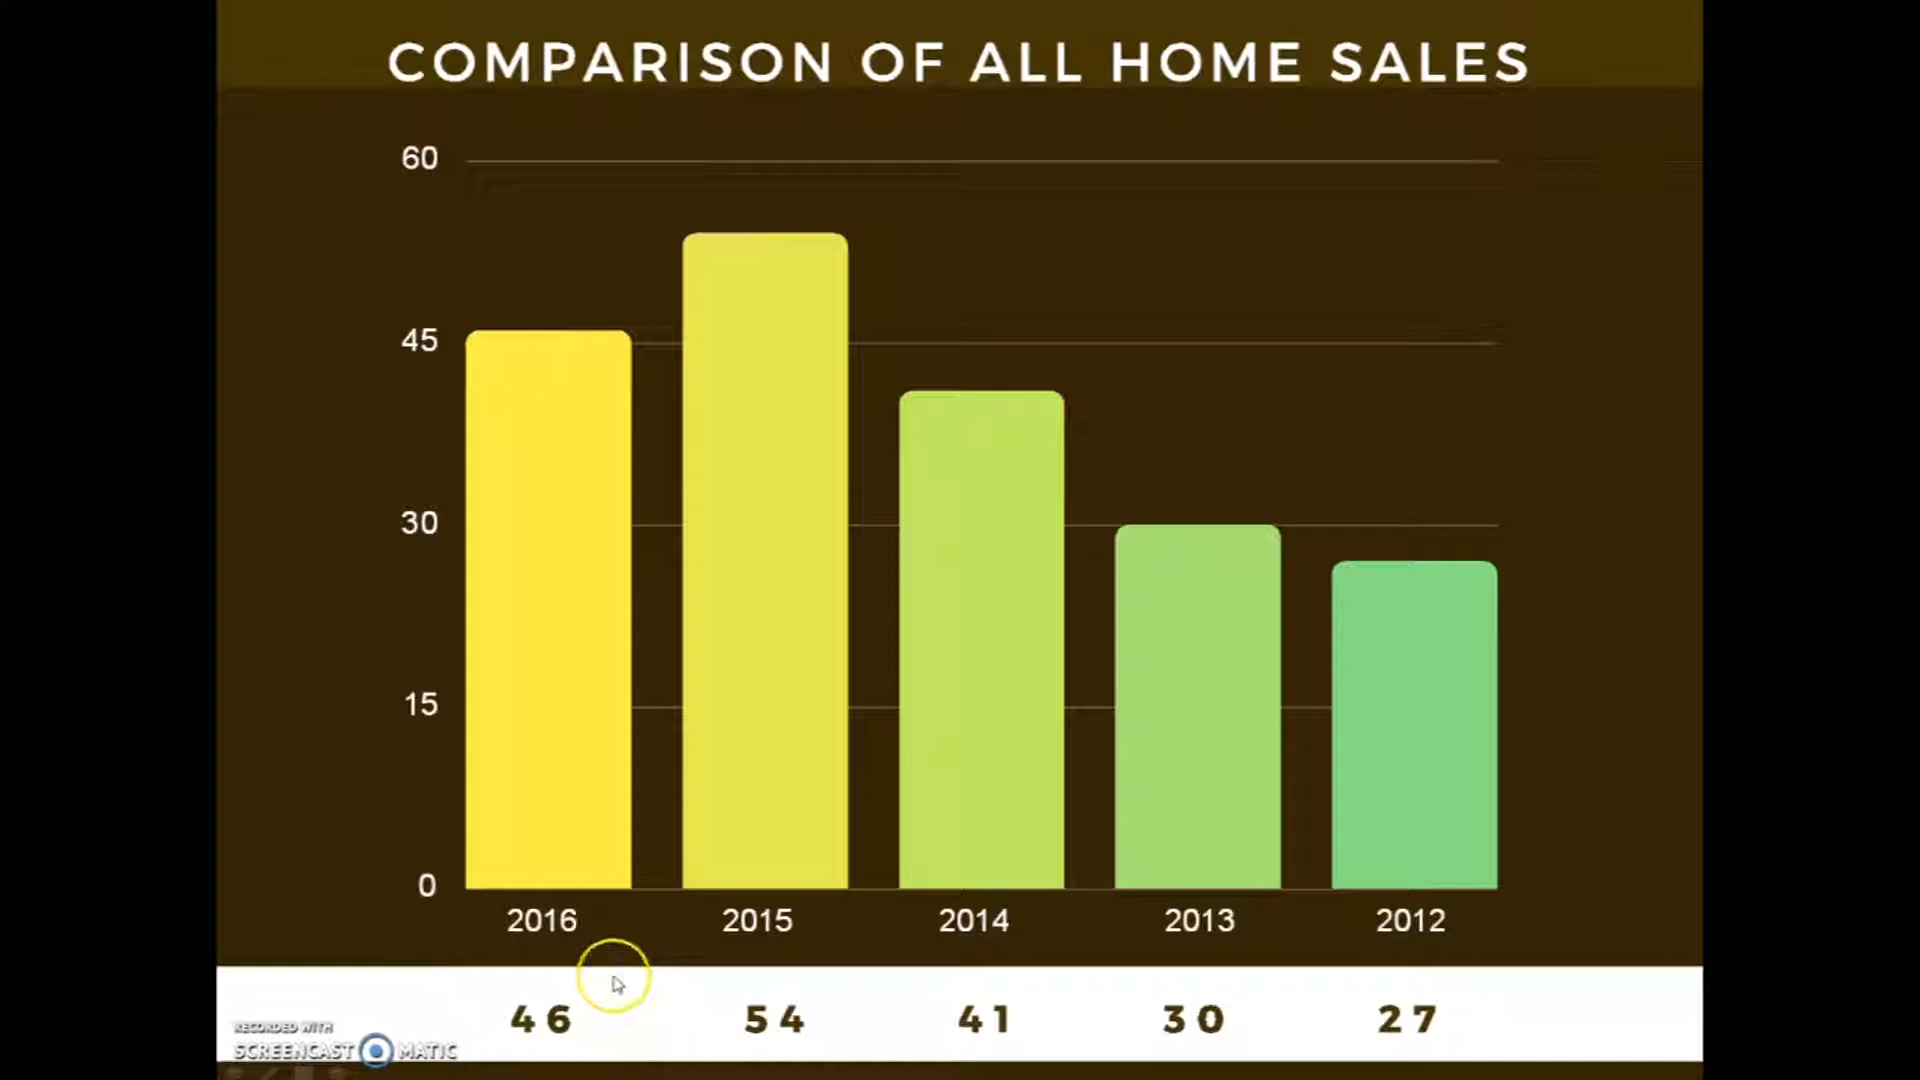 COMPARISON OF ALL HOME SALES
60
45
30
15
0
2016 2015 2014 2013 2012
46 54 41 30 27
RECORDED WITH
SCREENCAST MATIC